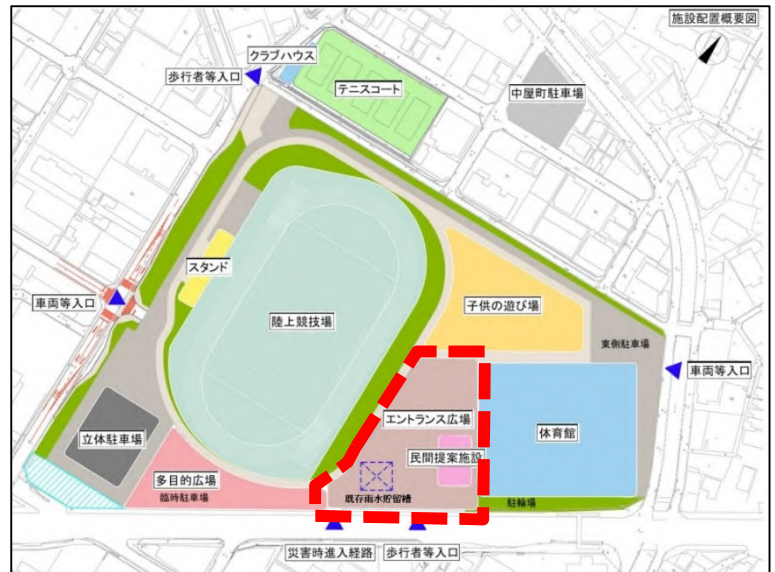 施設配置概要図
クラブハウス
歩行者等入口
テニスコート
中屋町駐車場
スタンド
車両等入口
陸上競技場
子供の遊び場
東側駐車場
車両等入口
エントランス広場
体育館
立体駐車場
民間提案施設
多目的広場
臨時駐車場
既存雨水貯留槽
駐輪場
災害時進入経路
歩行者等入口